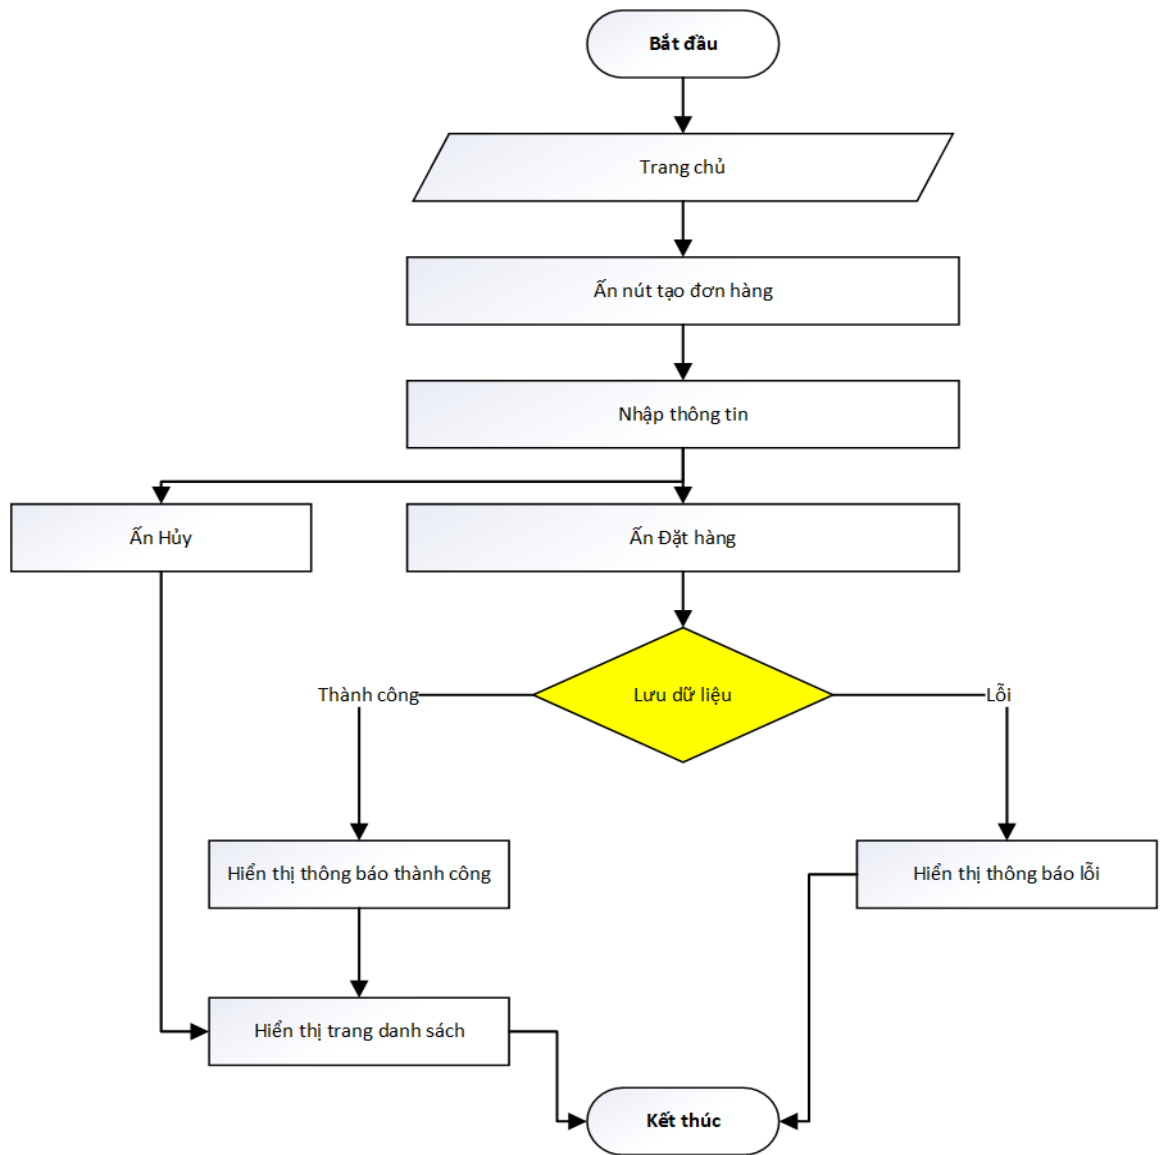 Bắt đầu
Trang chủ
Ấn nút tạo đơn hàng
Nhập thông tin
Ấn Hủy
Ấn Đặt hàng
Thành công
Lưu dữ liệu
Lỗi
Hiển thị thông báo thành công
Hiển thị thông báo lỗi
Hiển thị trang danh sách
Kết thúc